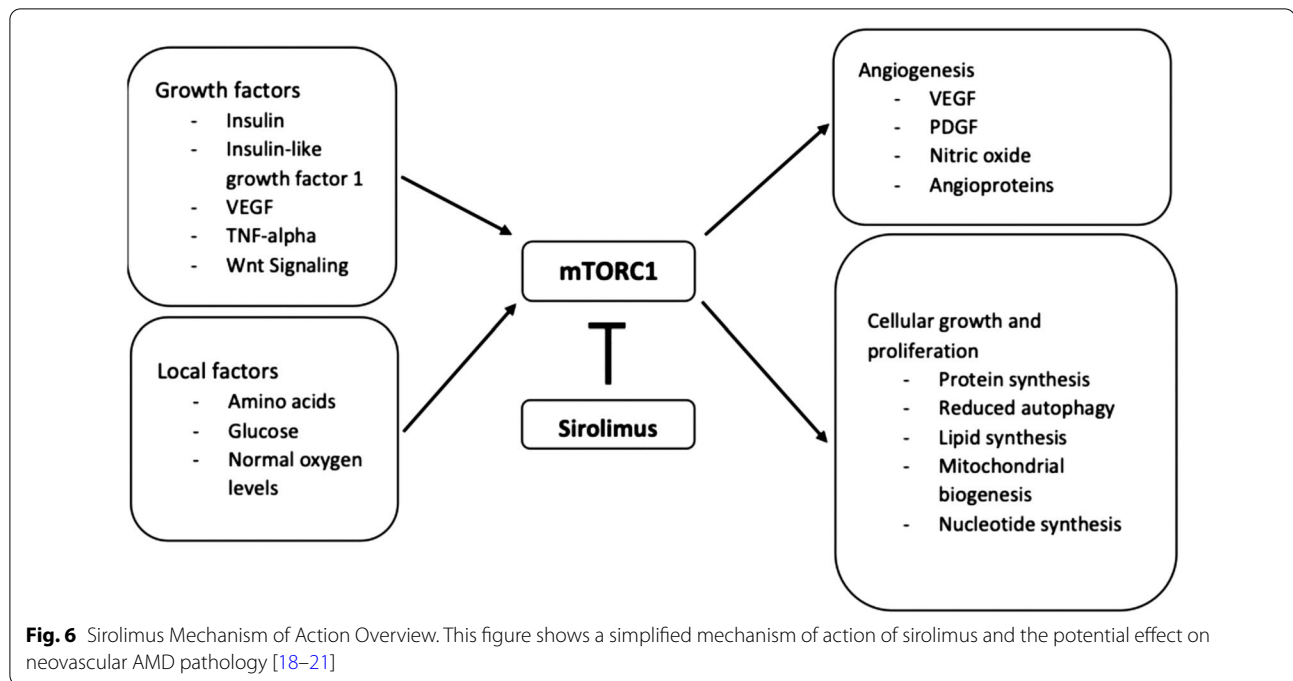 Growth factors
- Insulin
- Insulin-like
growth factor 1
- VEGF
- TNF-alpha
- Wnt Signaling
Local factors
- Amino acids
- Glucose
- Normal oxygen
levels
mTORC1
Sirolimus
Angiogenesis
- VEGF
- PDGF
- Nitric oxide
- Angioproteins
Cellular growth and
proliferation
- Protein synthesis
- Reduced autophagy
- Lipid synthesis
- Mitochondrial
biogenesis
- Nucleotide synthesis
Fig. 6 Sirolimus Mechanism of Action Overview. This figure shows a simplified mechanism of action of sirolimus and the potential effect on
neovascular AMD pathology [18–21]